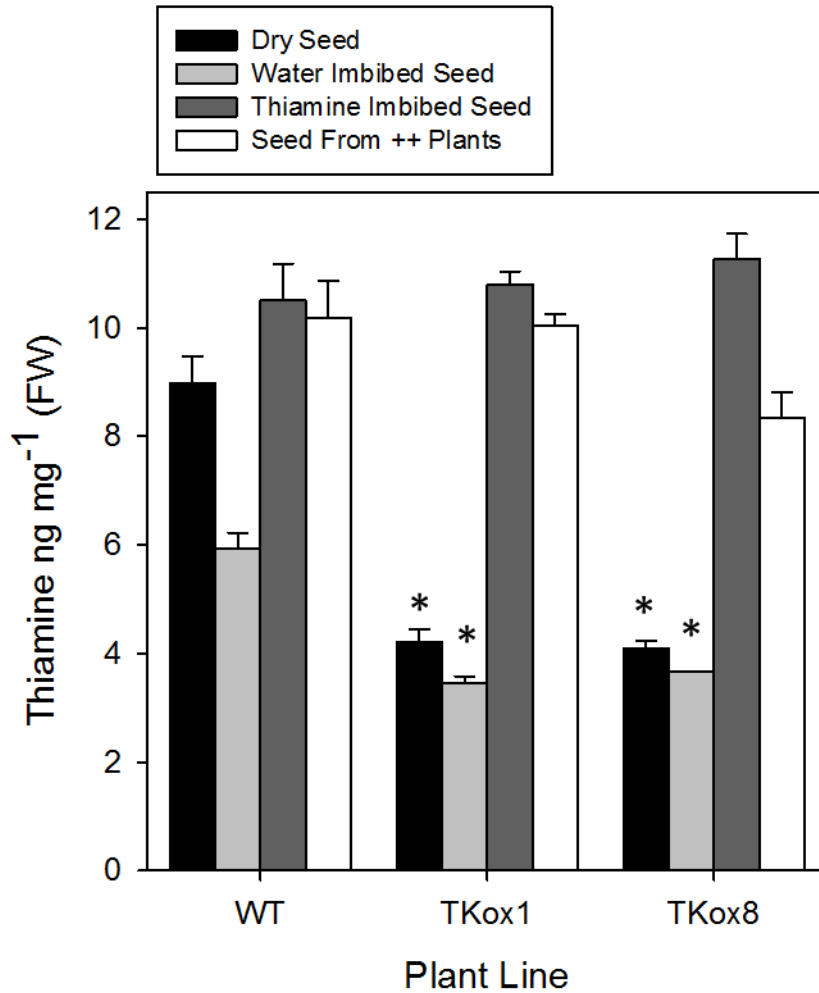 Dry Seed
Water Imbibed Seed
Thiamine Imbibed Seed
Seed From ++ Plants
12
10
8
6
4
2
0
Thiamine ng mg⁻¹ (FW)
*
*
*
*
WT
TKox1
TKox8
Plant Line